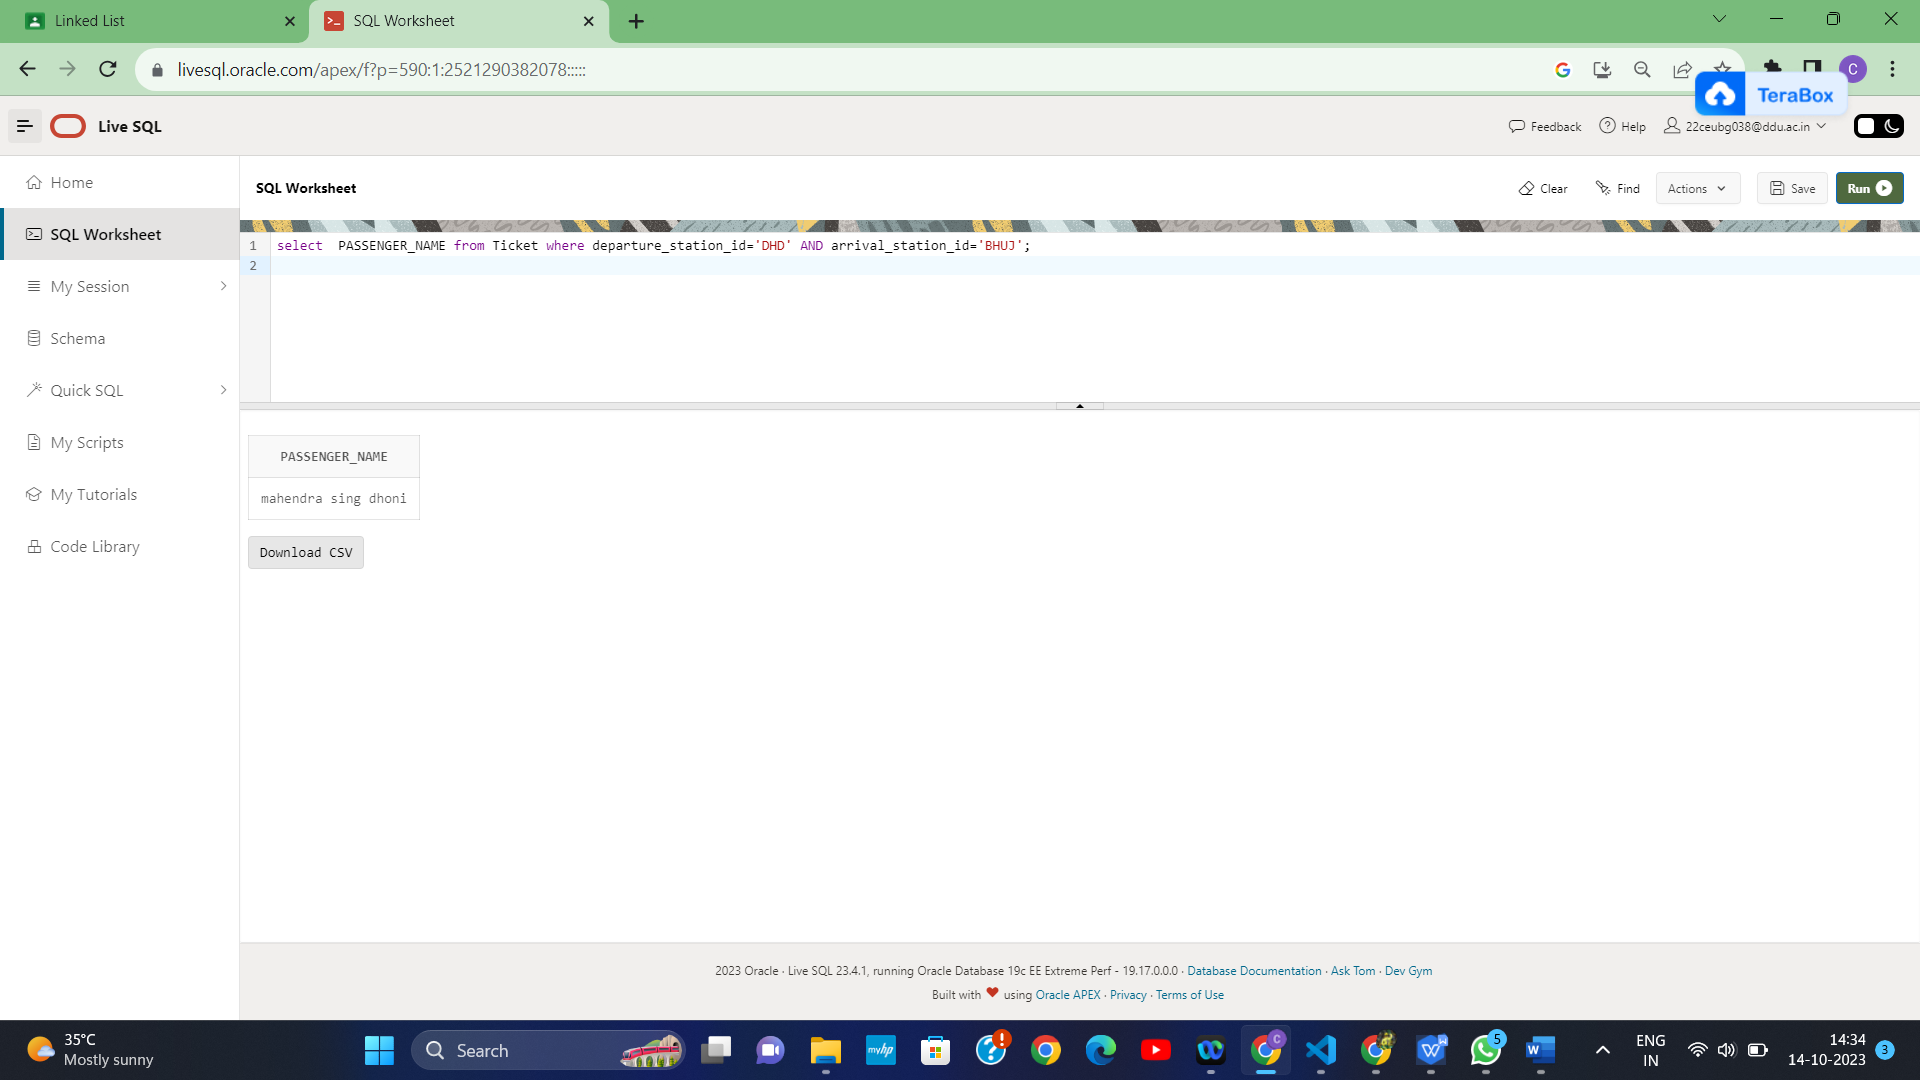 Linked List
SQL Worksheet
livesql.oracle.com/apex/f?p=590:1:2521290382078:::::
C
TeraBox
Live SQL
Feedback
Help
22ceubg038@ddu.ac.in
Home
SQL Worksheet
My Session
Schema
Quick SQL
My Scripts
My Tutorials
Code Library
SQL Worksheet
Clear
Find
Actions
Save
Run
1 select  PASSENGER_NAME from Ticket where departure_station_id='DHD' AND arrival_station_id='BHUJ';
2
PASSENGER_NAME
mahendra sing dhoni
Download CSV
2023 Oracle · Live SQL 23.4.1, running Oracle Database 19c EE Extreme Perf - 19.17.0.0.0 · Database Documentation · Ask Tom · Dev Gym
Built with ❤ using Oracle APEX · Privacy · Terms of Use
35°C
Mostly sunny
Search
myhp
C
5
ENG
IN
14:34
14-10-2023
3